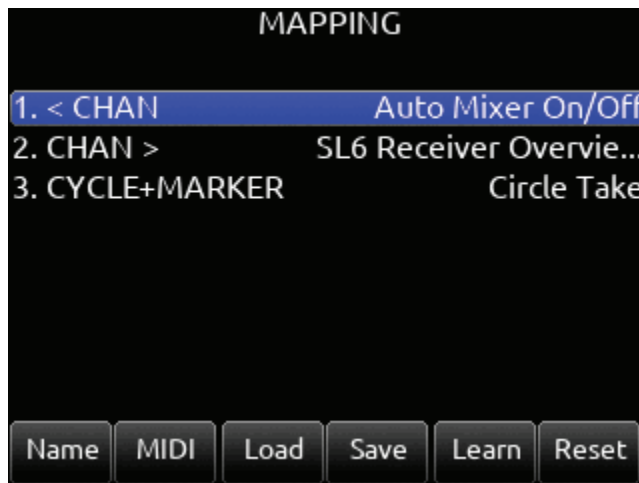 MAPPING
1. < CHAN Auto Mixer On/Off
2. CHAN > SL6 Receiver Overvie...
3. CYCLE+MARKER Circle Take
Name MIDI Load Save Learn Reset